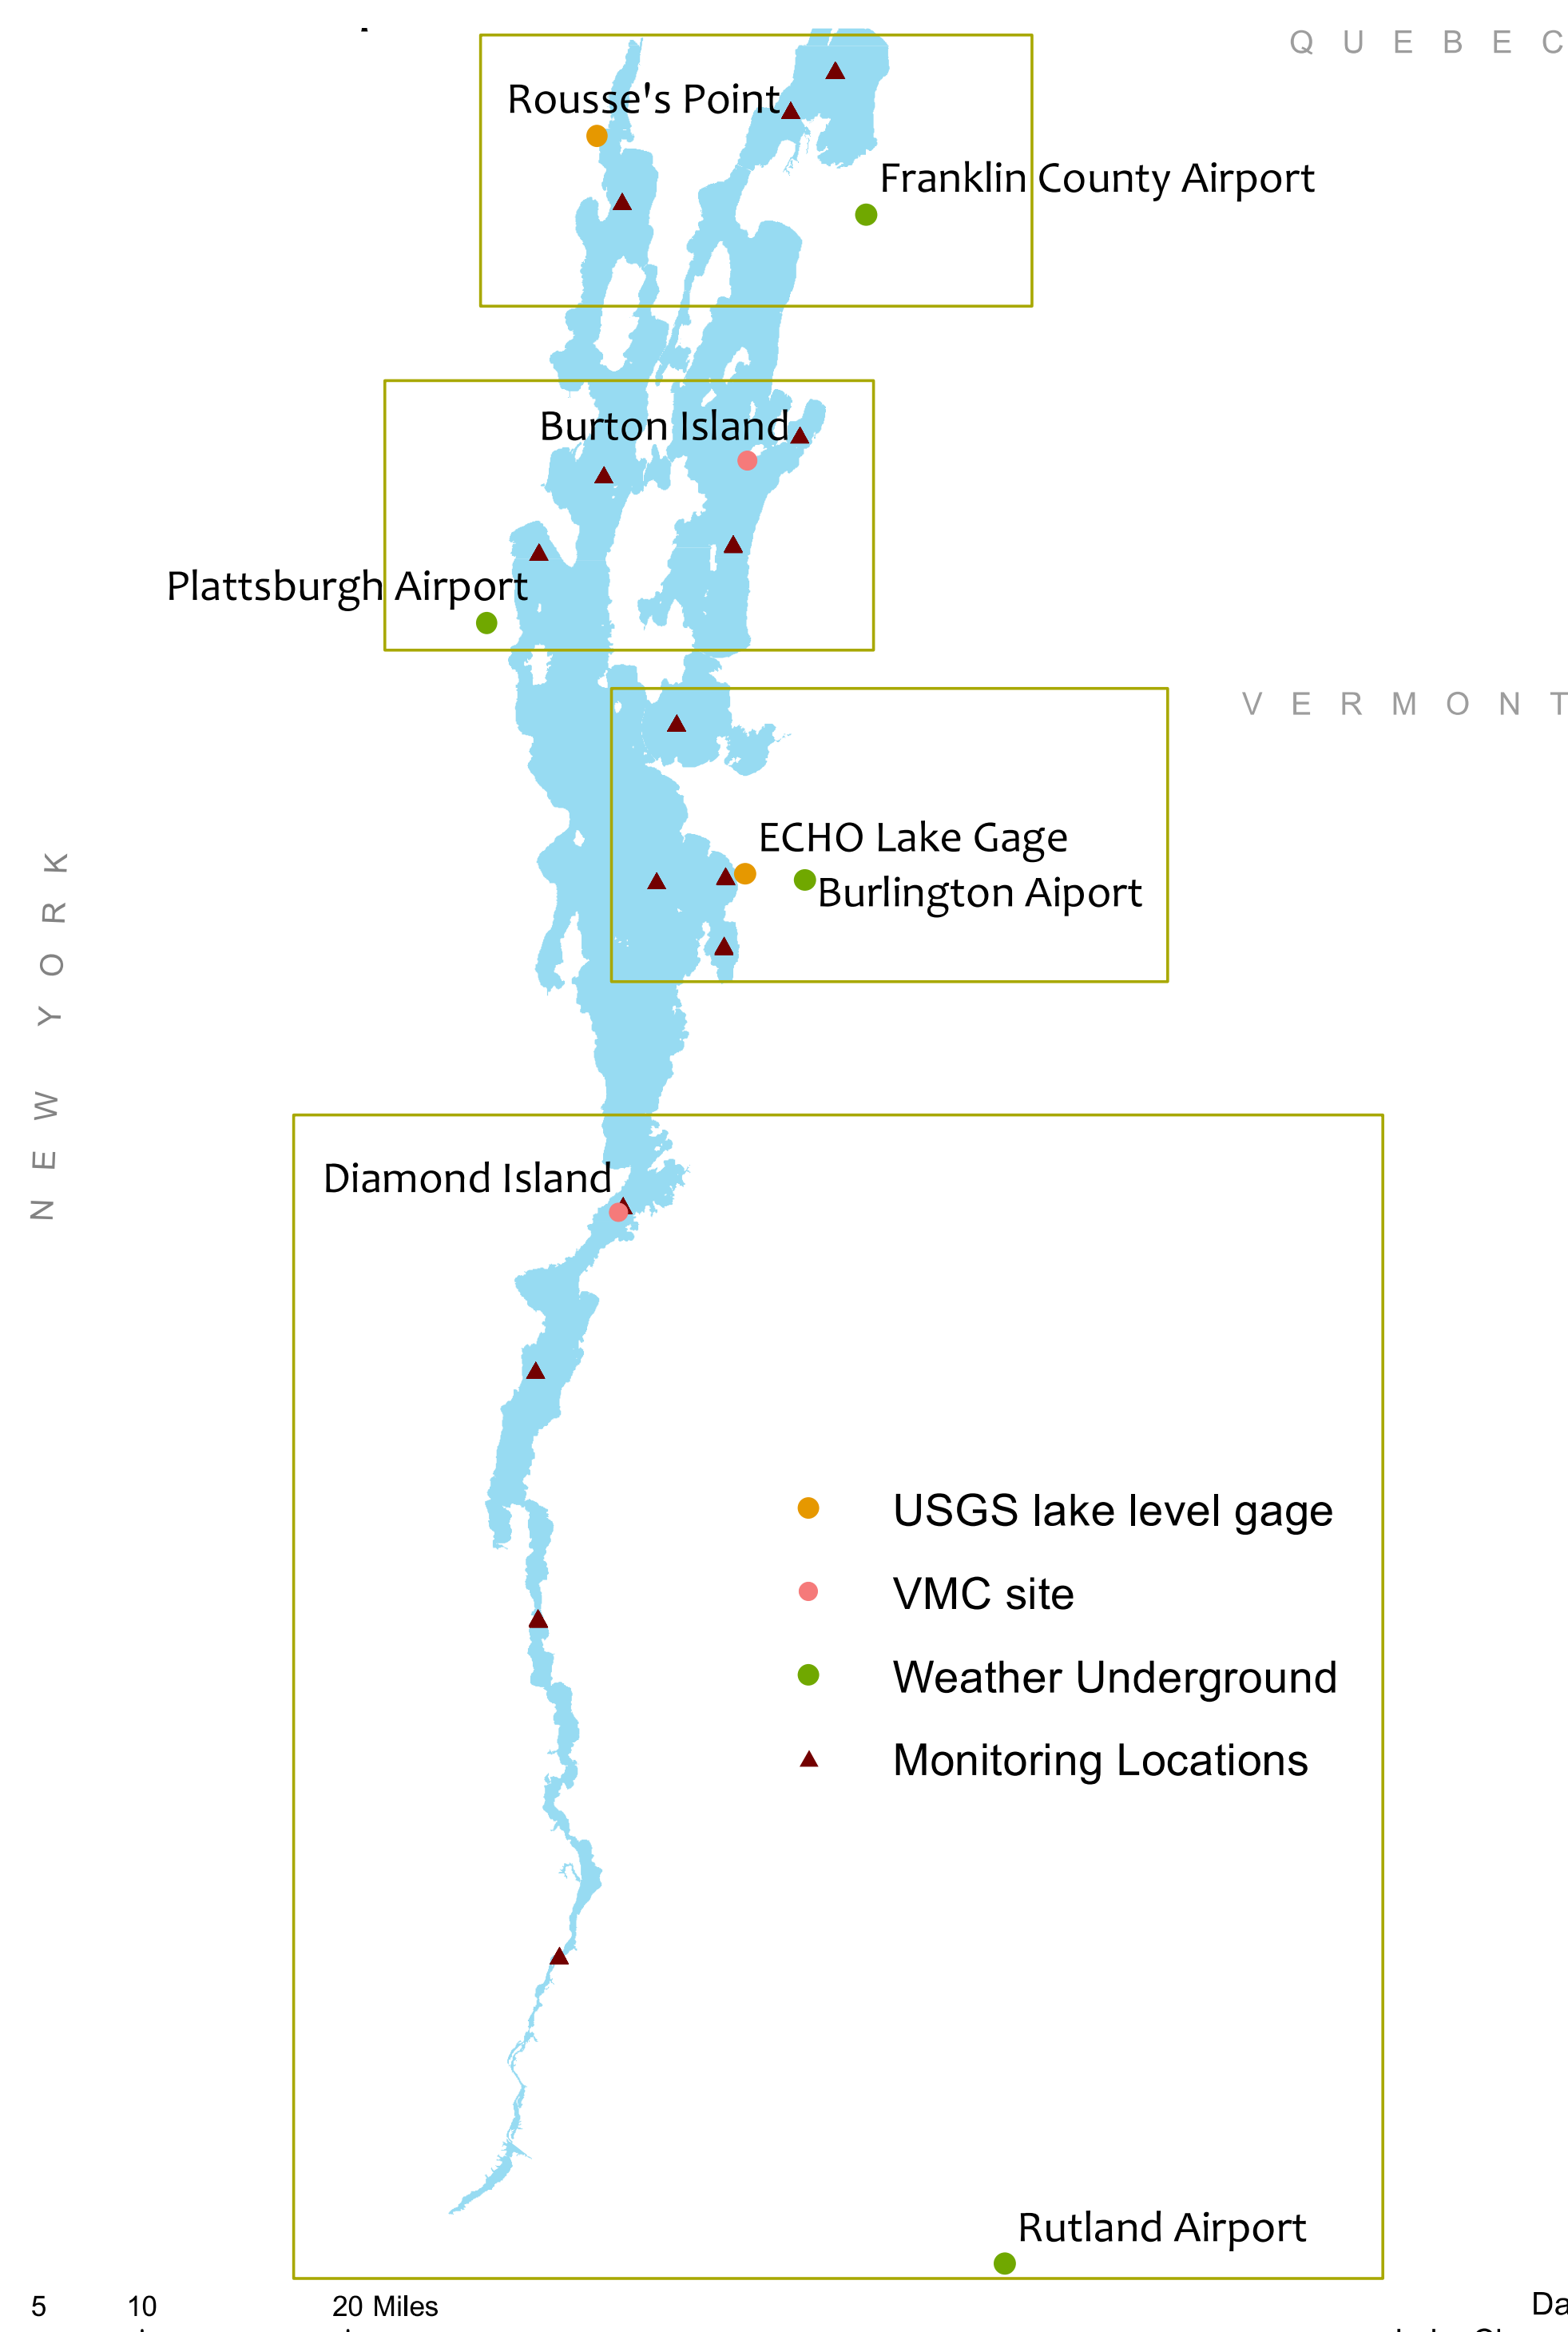 QUEBEC
Rousse's Point
Franklin County Airport
Burton Island
Plattsburgh Airport
VERMONT
ECHO Lake Gage
Burlington Aiport
NEW YORK
Diamond Island
USGS lake level gage
VMC site
Weather Underground
Monitoring Locations
Rutland Airport
5 10 20 Miles
Da